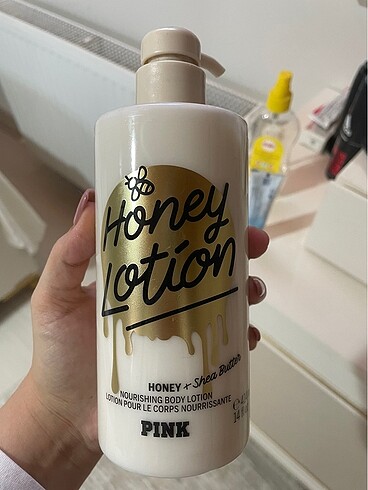 Honey
Lotion
HONEY + Shea Butter
NOURISHING BODY LOTION
LOTION POUR LE CORPS NOURRISSANTE
PINK